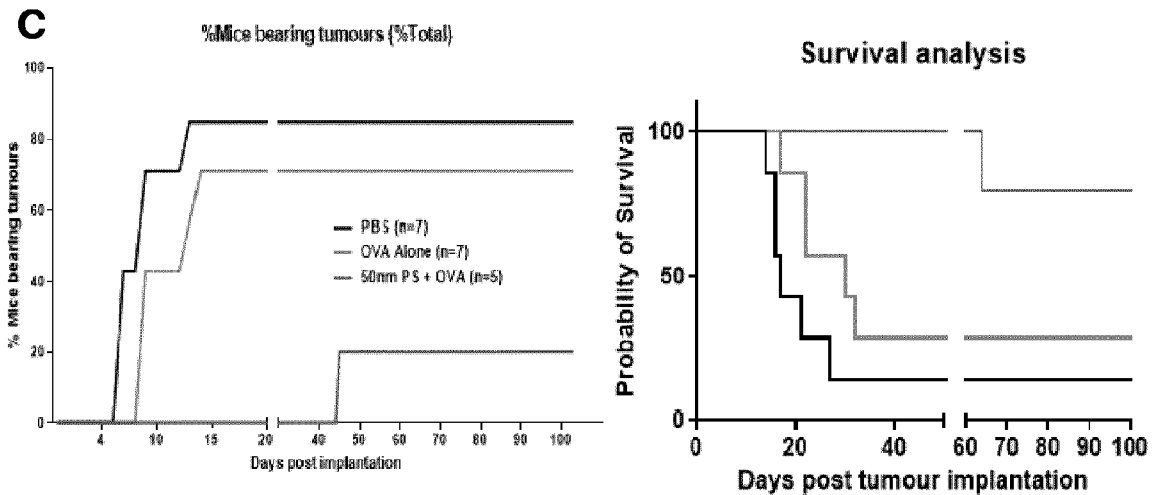 C
%Mice bearing tumours (%Total)
% Mice bearing tumours
100
80
60
40
20
0
PBS (n=7)
OVA Alone (n=7)
50nm PS + OVA (n=5)
4 10 15 20 40 50 60 70 80 90 100
Days post implantation
Survival analysis
Probability of Survival
100
50
0
0 20 40 60 70 80 90 100
Days post tumour implantation